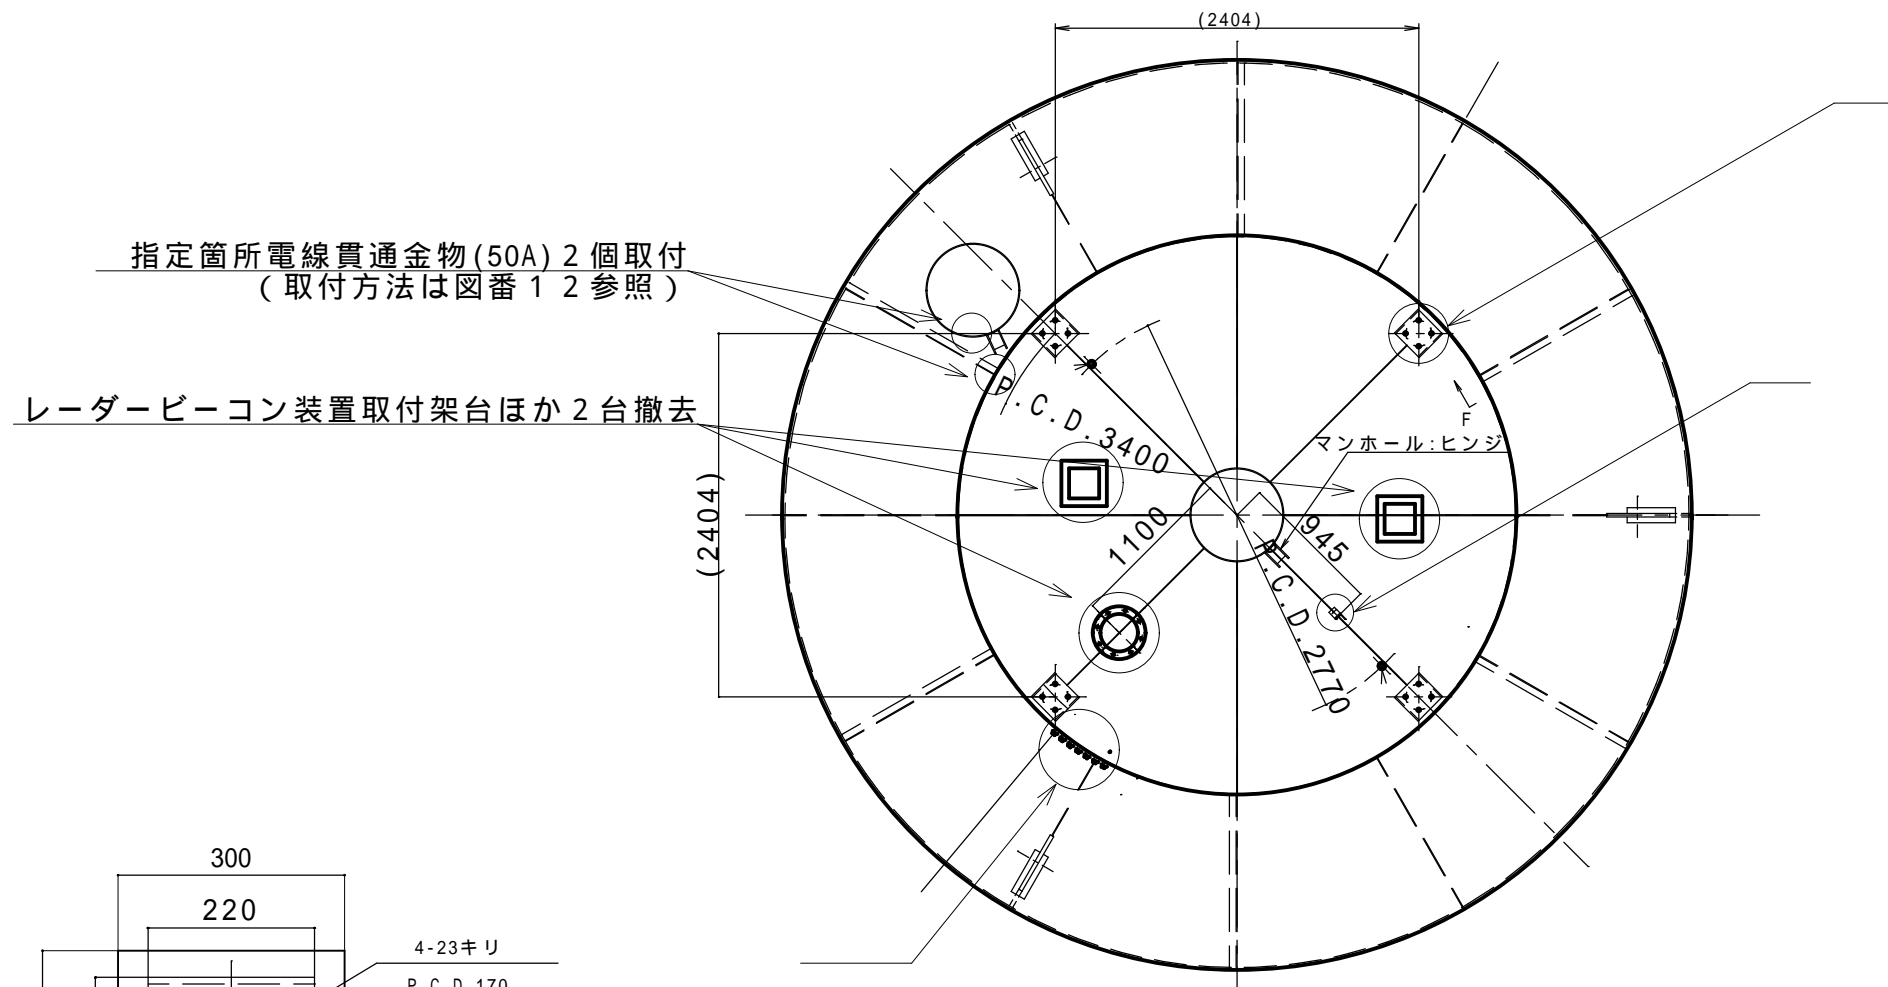 (2404)
指定箇所電線貫通金物(50A)２個取付
(取付方法は図番１２参照)
レーダービーコン装置取付架台ほか２台撤去
P.C.D.3400
F
マンホール:ヒンジ
(2404)
1100
945
.C.D.2770
300
220
4-23キリ
P.C.D.170